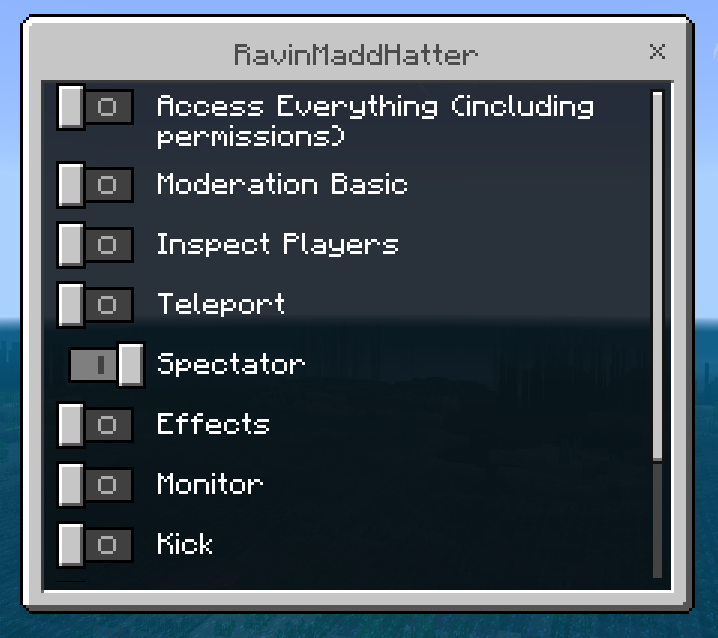 RavinMaddHatter
Access Everything (including
permissions)
Moderation Basic
Inspect Players
Teleport
Spectator
Effects
Monitor
Kick